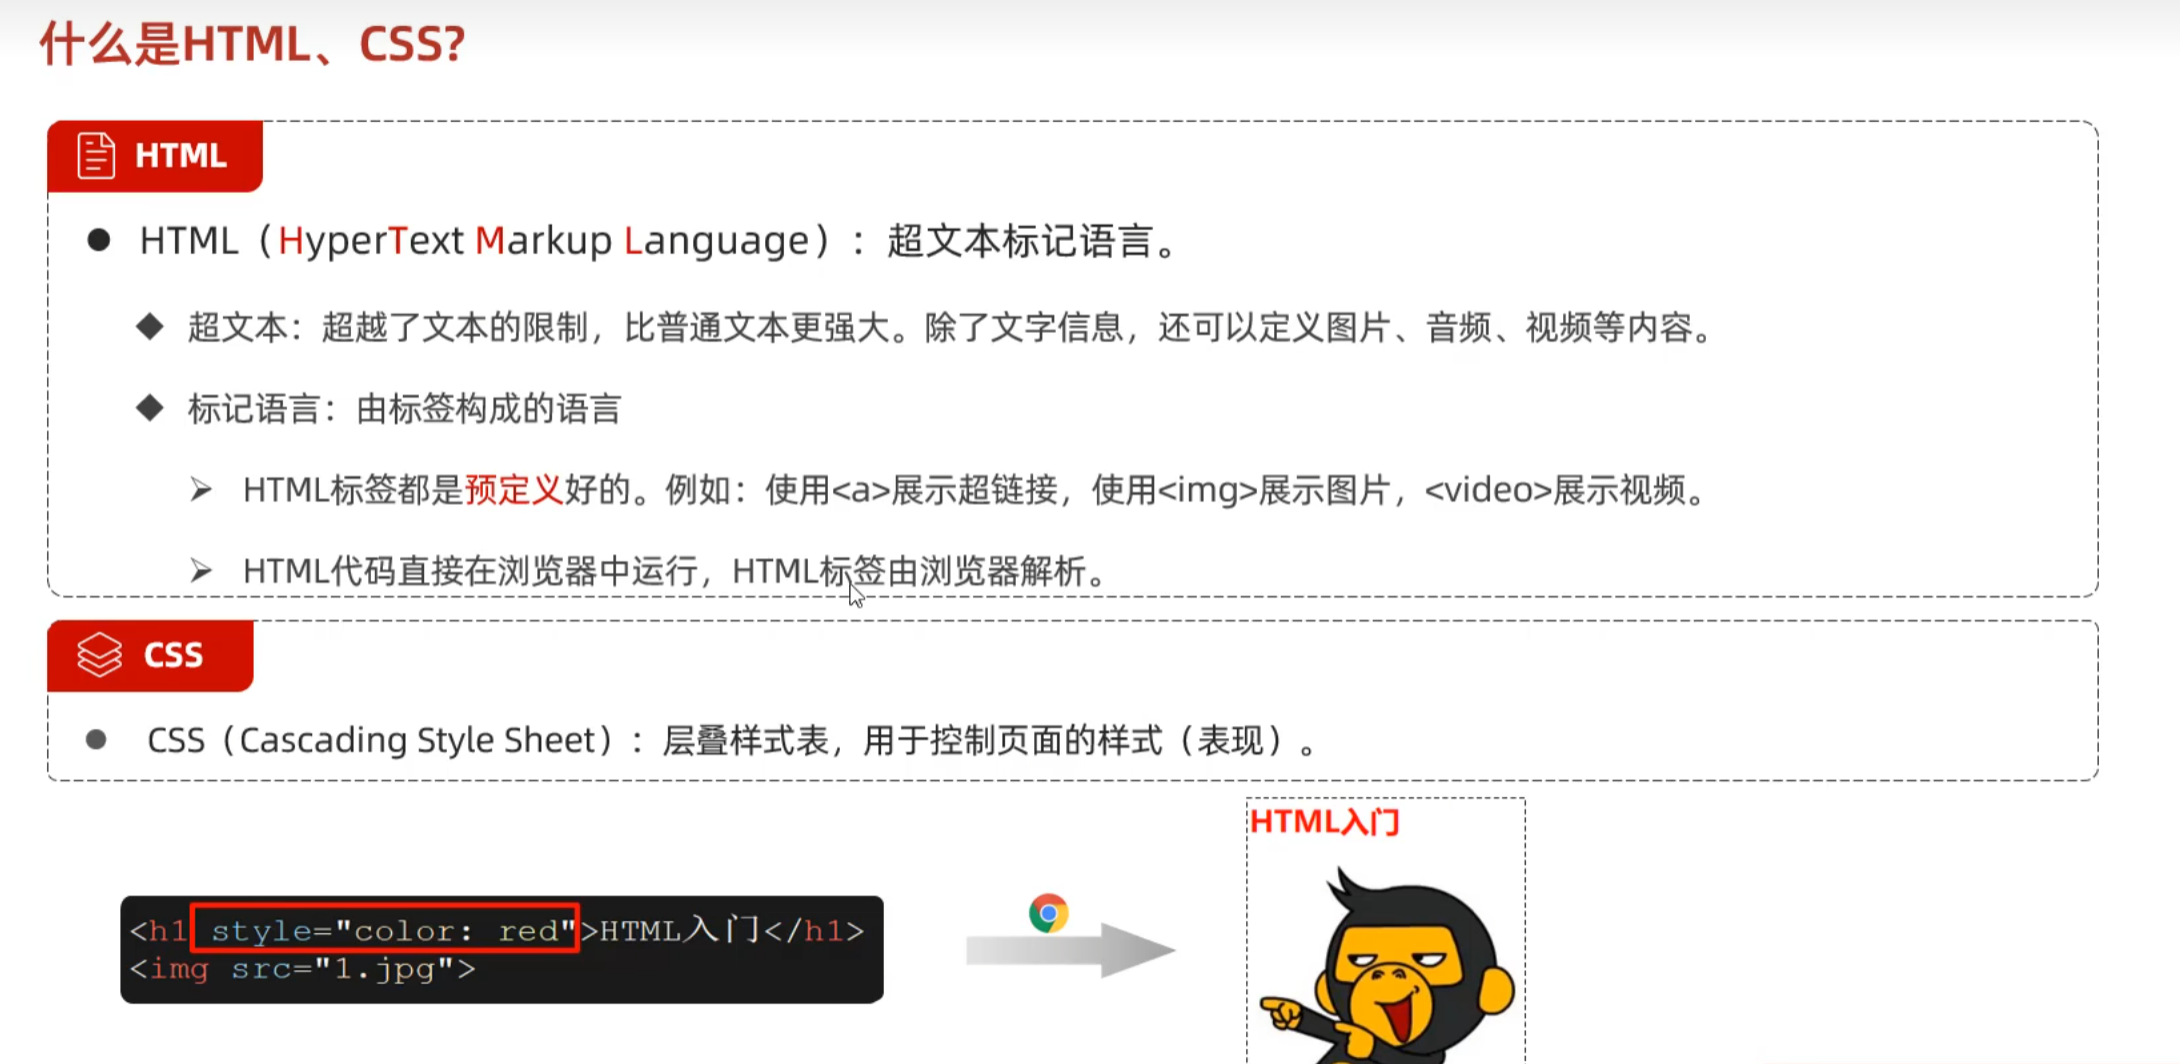 什么是HTML、CSS?
HTML
HTML（HyperText Markup Language）：超文本标记语言。
超文本：超越了文本的限制，比普通文本更强大。除了文字信息，还可以定义图片、音频、视频等内容。
标记语言：由标签构成的语言
HTML标签都是预定义好的。例如：使用<a>展示超链接，使用<img>展示图片，<video>展示视频。
HTML代码直接在浏览器中运行，HTML标签由浏览器解析。
CSS
CSS（Cascading Style Sheet）：层叠样式表，用于控制页面的样式（表现）。
<h1 style="color: red">HTML入门</h1>
<img src="1.jpg">
HTML入门